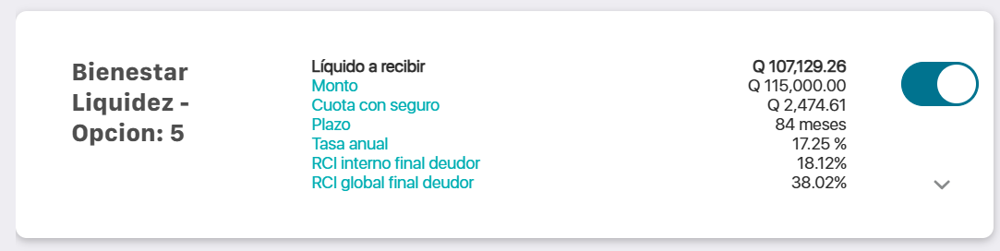 Bienestar
Liquidez -
Opcion: 5
Líquido a recibir Q 107,129.26
Monto Q 115,000.00
Cuota con seguro Q 2,474.61
Plazo 84 meses
Tasa anual 17.25 %
RCI interno final deudor 18.12%
RCI global final deudor 38.02%